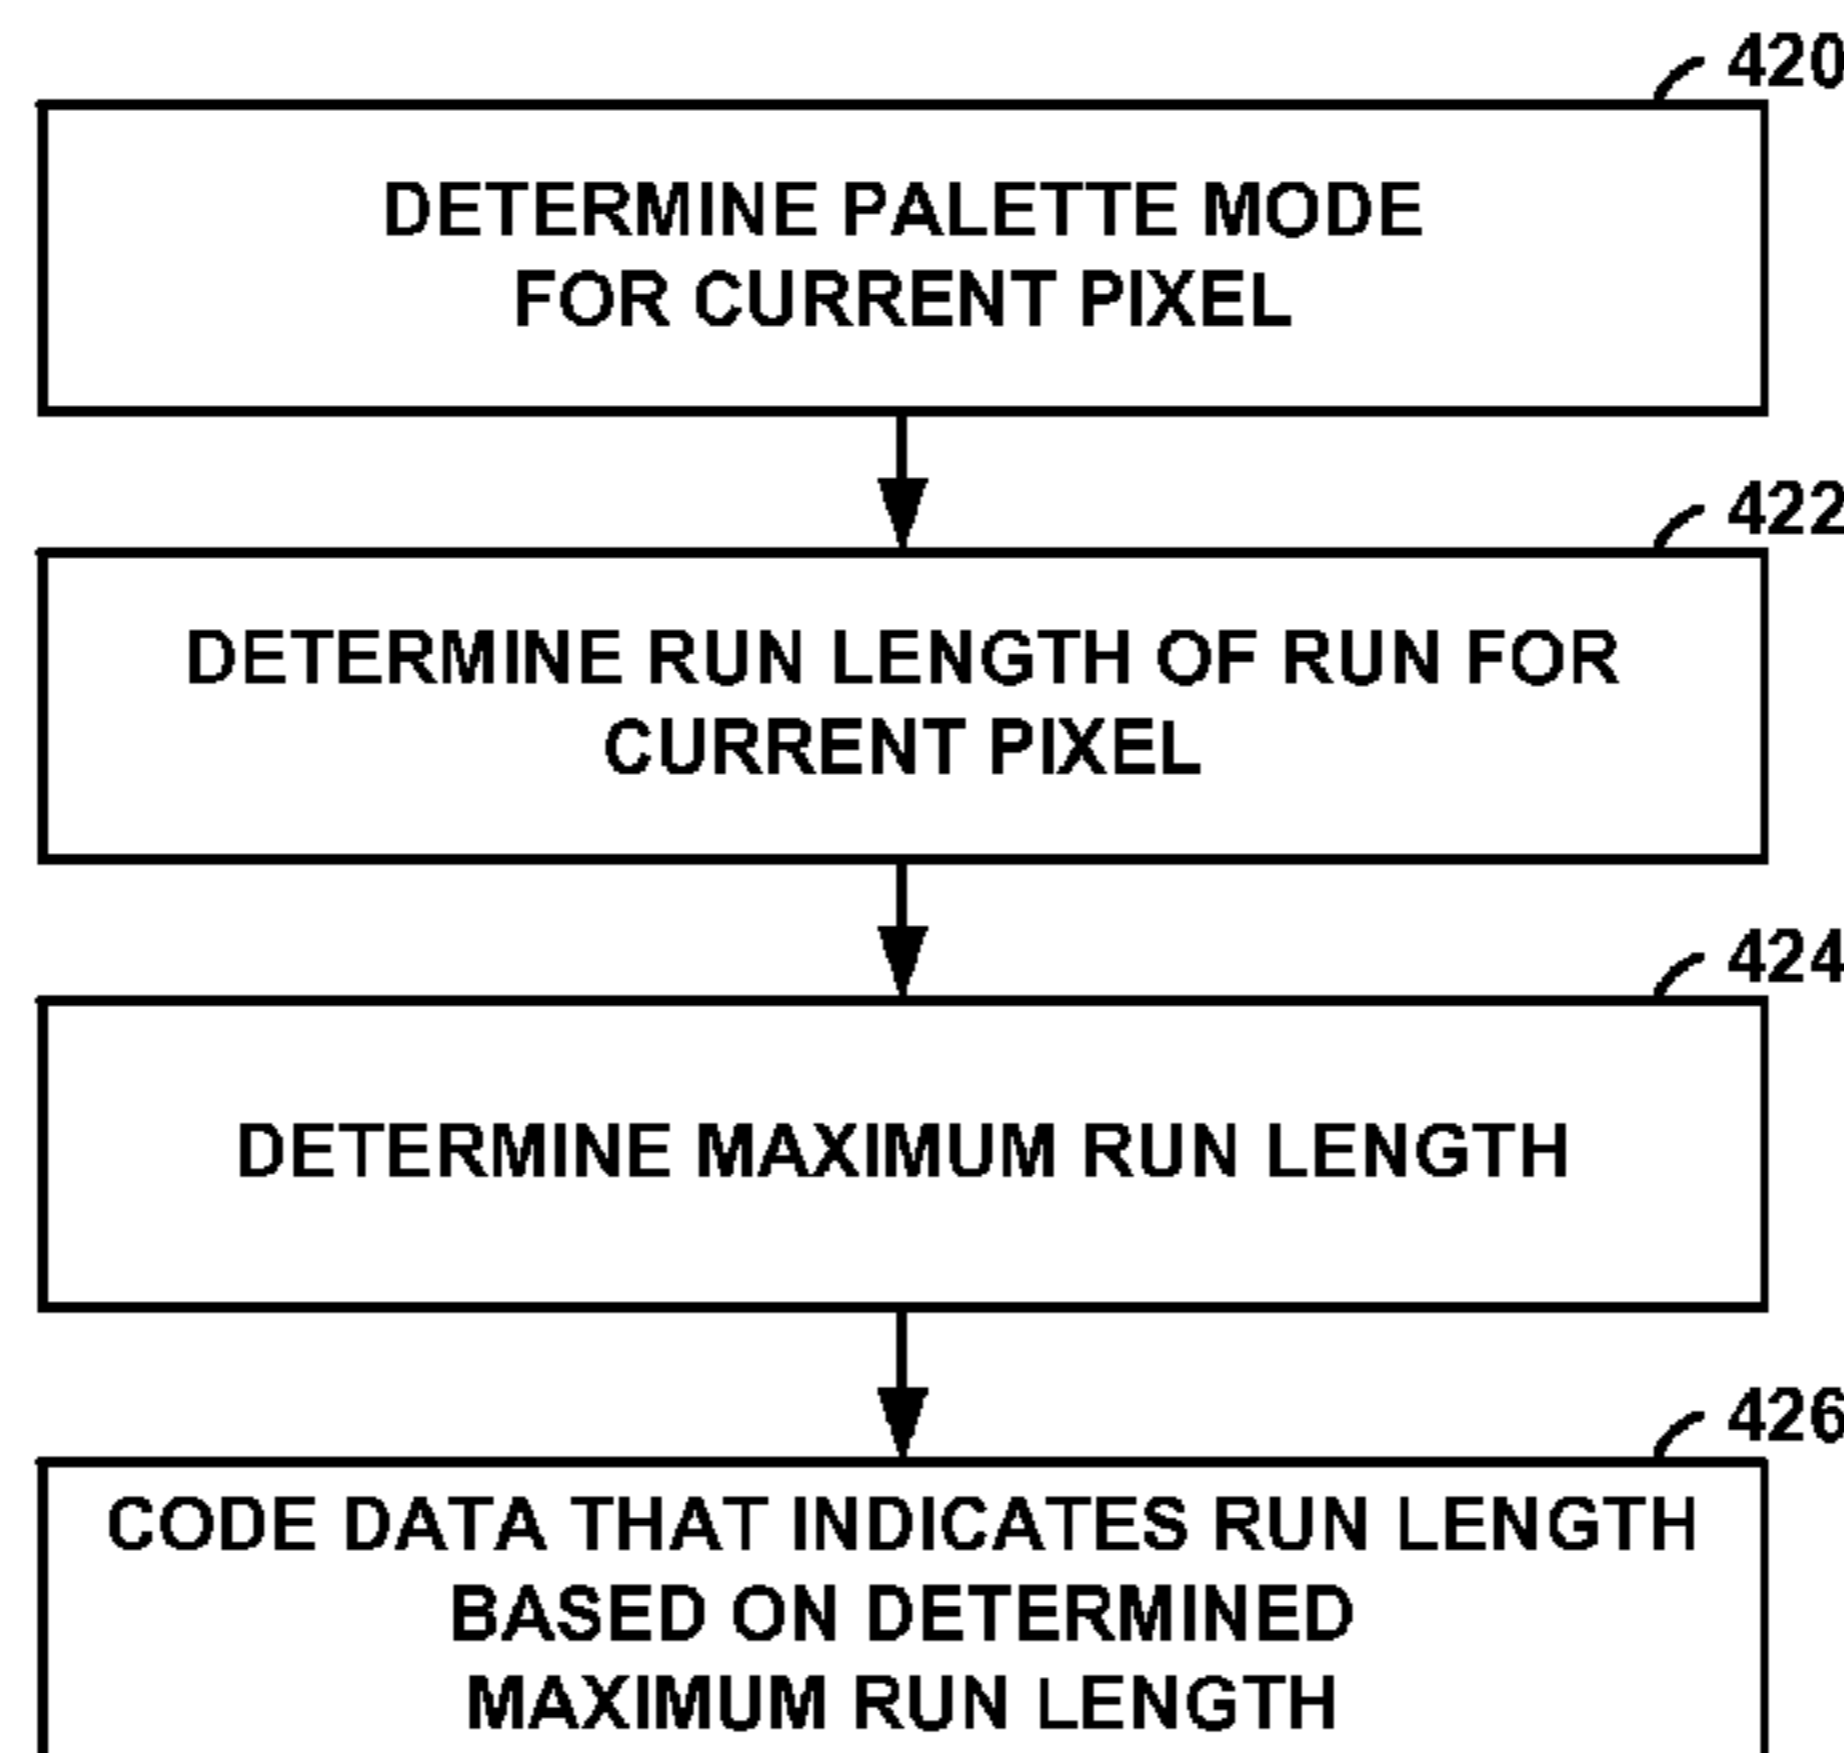 420
DETERMINE PALETTE MODE
FOR CURRENT PIXEL
422
DETERMINE RUN LENGTH OF RUN FOR
CURRENT PIXEL
424
DETERMINE MAXIMUM RUN LENGTH
426
CODE DATA THAT INDICATES RUN LENGTH
BASED ON DETERMINED
MAXIMUM RUN LENGTH